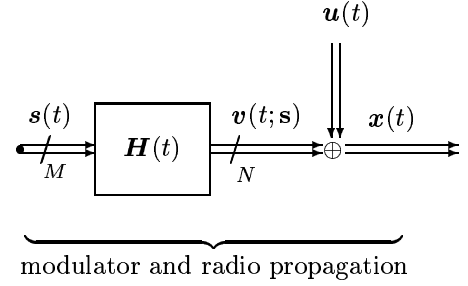 u(t)
s(t) v(t; s) x(t)
H(t)
M N
⊕
modulator and radio propagation